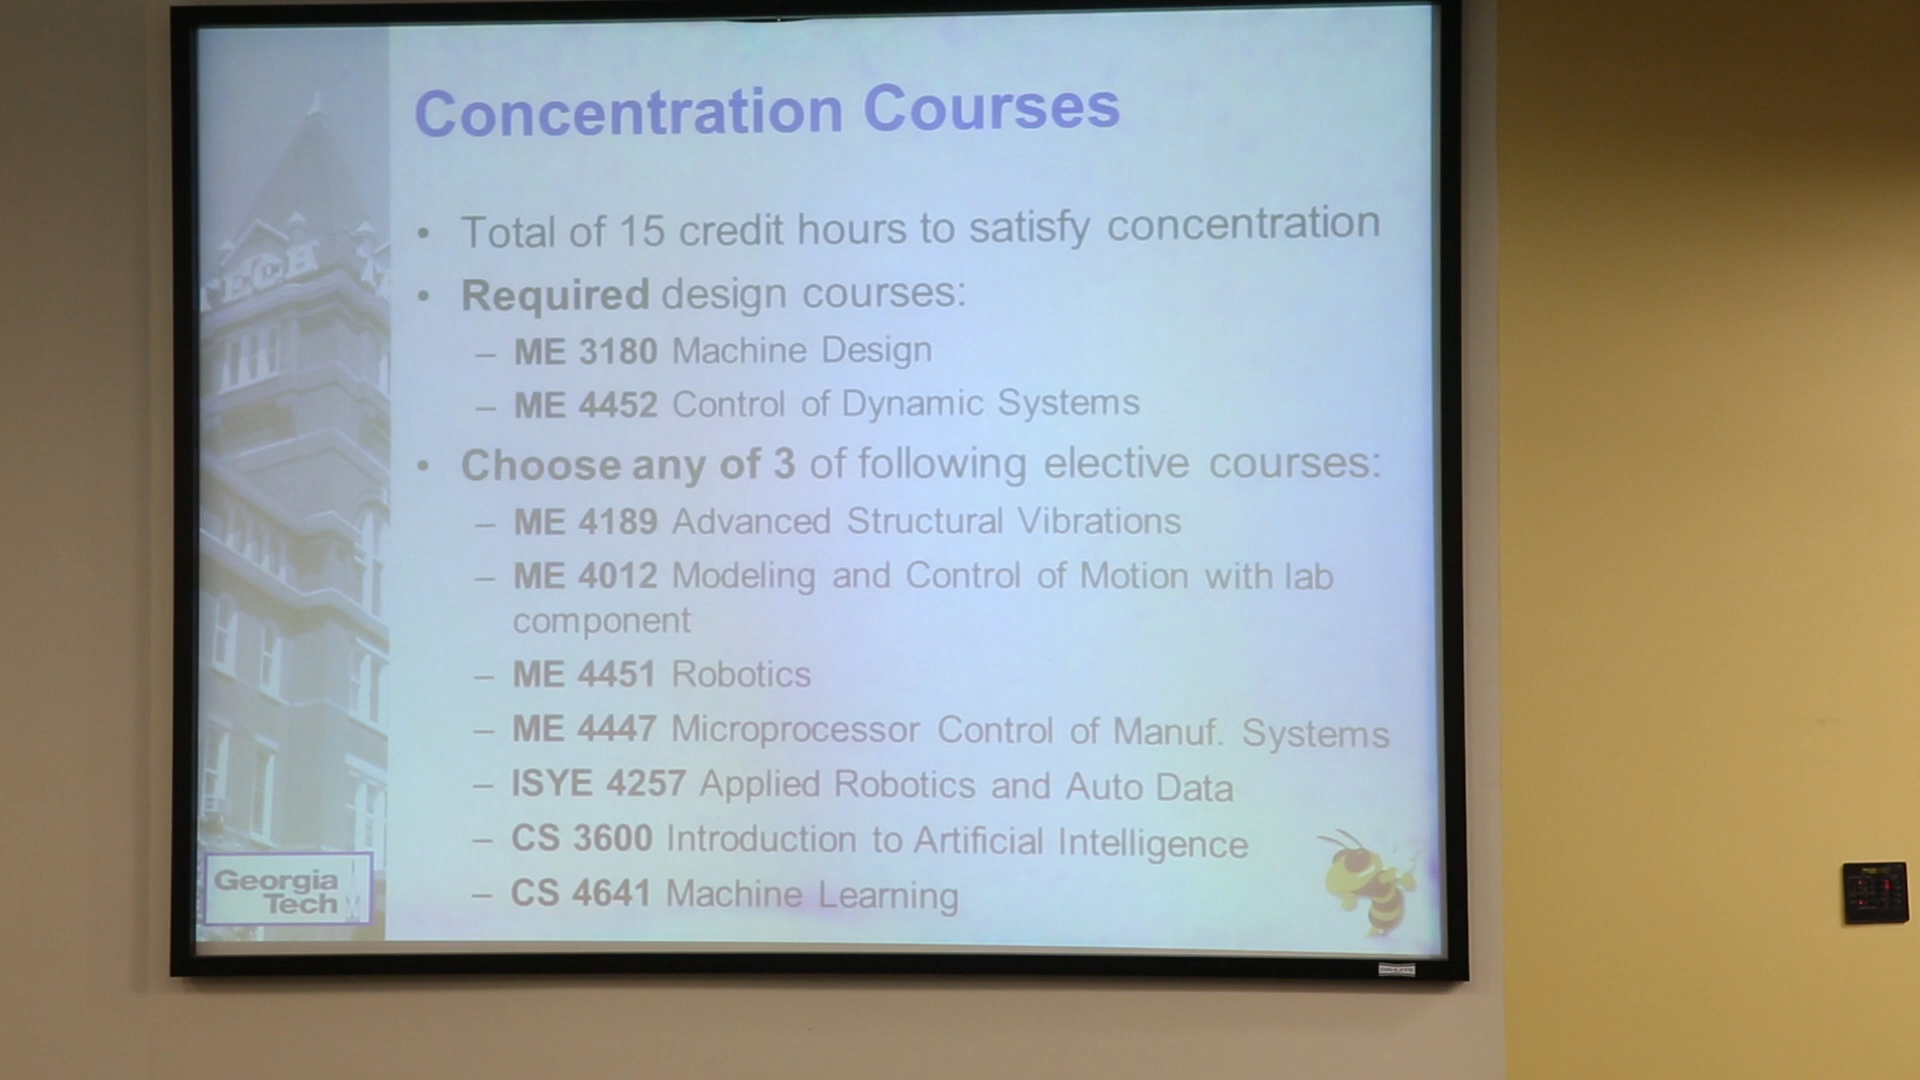 Concentration Courses
• Total of 15 credit hours to satisfy concentration
• Required design courses:
– ME 3180 Machine Design
– ME 4452 Control of Dynamic Systems
• Choose any of 3 of following elective courses:
– ME 4189 Advanced Structural Vibrations
– ME 4012 Modeling and Control of Motion with lab
component
– ME 4451 Robotics
– ME 4447 Microprocessor Control of Manuf. Systems
– ISYE 4257 Applied Robotics and Auto Data
– CS 3600 Introduction to Artificial Intelligence
– CS 4641 Machine Learning
TECH
Georgia
Tech